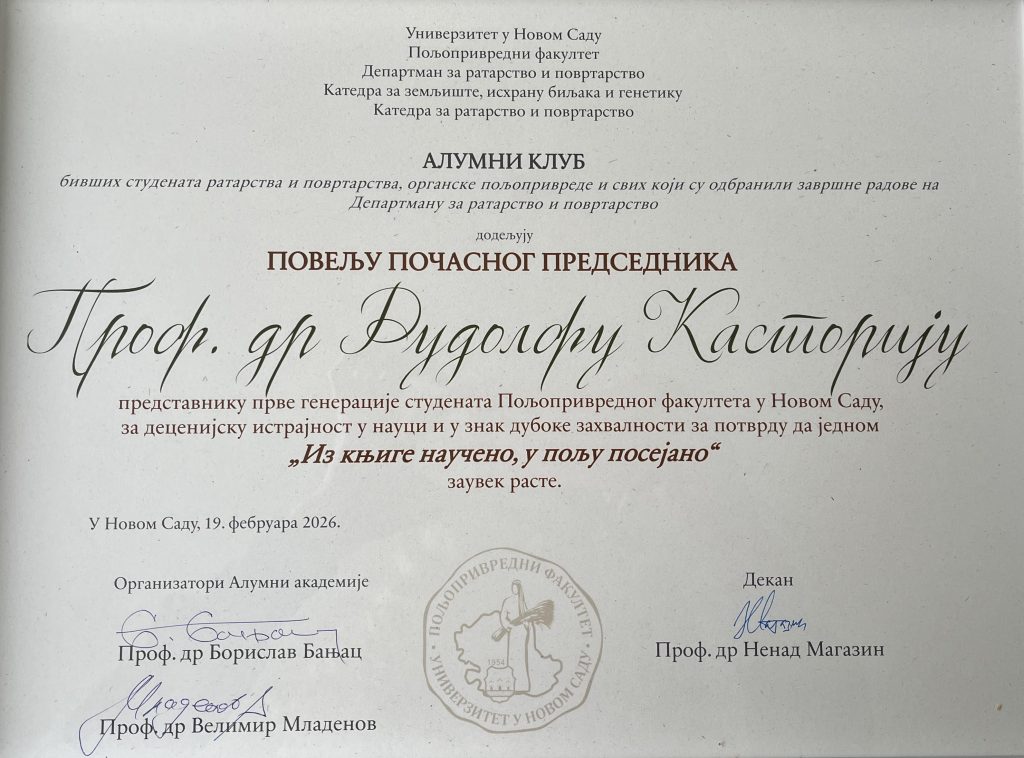 Универзитет у Новом Саду
Пољопривредни факултет
Департман за ратарство и повртарство
Катедра за земљиште, исхрану биљака и генетику
Катедра за ратарство и повртарство
АЛУМНИ КЛУБ
бивших студената ратарства и повртарства, органске пољопривреде и свих који су одбранили завршне радове на
Департману за ратарство и повртарство
додељују
ПОВЕЉУ ПОЧАСНОГ ПРЕДСЕДНИКА
Проф. др Рудолфу Касторију
представнику прве генерације студената Пољопривредног факултета у Новом Саду,
за деценијску истрајност у науци и у знак дубоке захвалности за потврду да једном
„Из књиге научено, у пољу посејано“
заувек расте.
У Новом Саду, 19. фебруара 2026.
Организатори Алумни академије
Проф. др Борислав Бањац
Проф. др Велимир Младенов
Декан
Проф. др Ненад Магазин
ПОЉОПРИВРЕДНИ ФАКУЛТЕТ
УНИВЕРЗИТЕТ У НОВОМ САДУ
1954